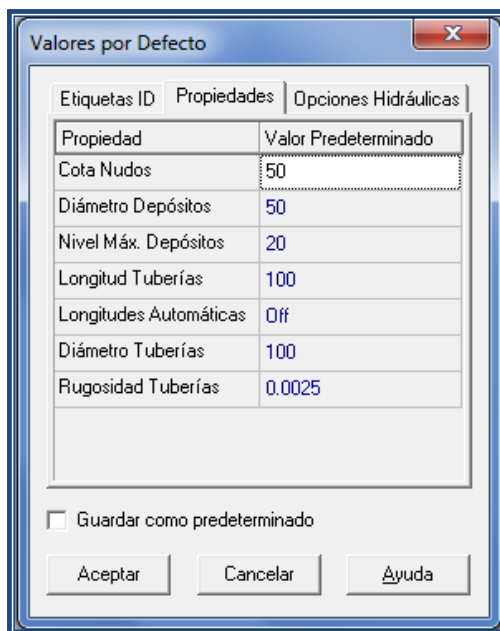 Valores por Defecto
Etiquetas ID Propiedades Opciones Hidráulicas
Propiedad Valor Predeterminado
Cota Nudos 50
Diámetro Depósitos 50
Nivel Máx. Depósitos 20
Longitud Tuberías 100
Longitudes Automáticas Off
Diámetro Tuberías 100
Rugosidad Tuberías 0.0025
Guardar como predeterminado
Aceptar Cancelar Ayuda